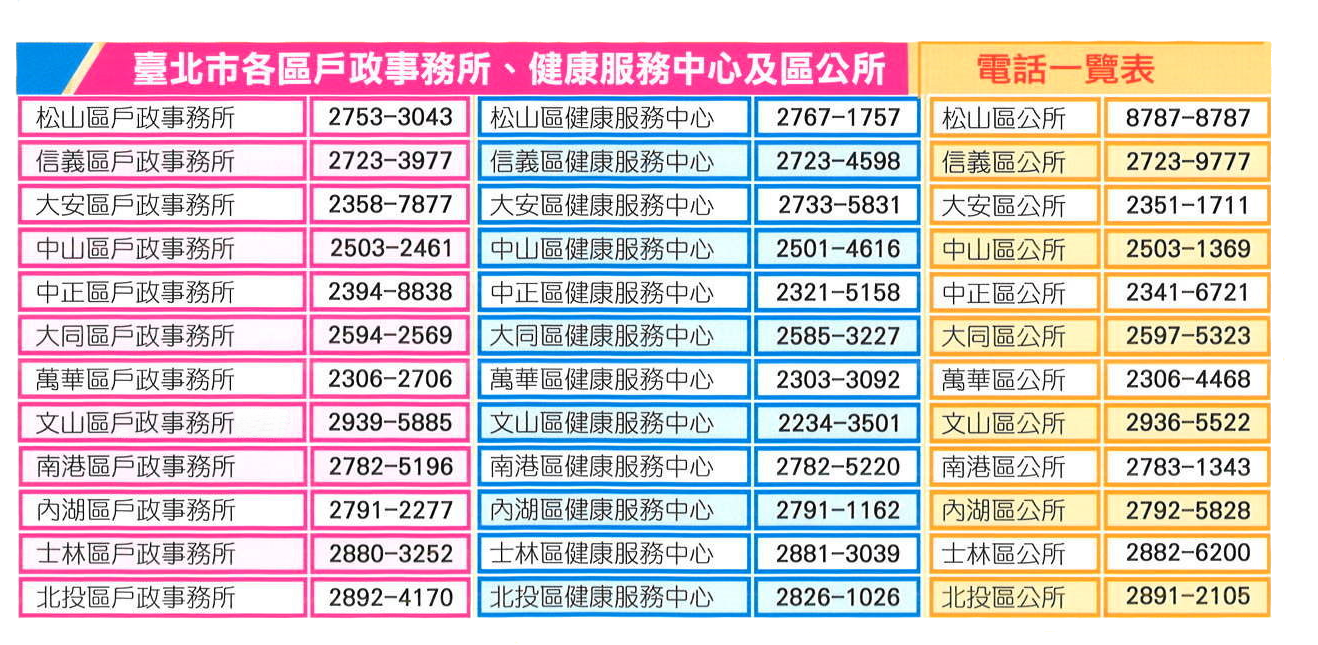 臺北市各區戶政事務所、健康服務中心及區公所 電話一覽表
松山區戶政事務所 2753-3043 松山區健康服務中心 2767-1757 松山區公所 8787-8787
信義區戶政事務所 2723-3977 信義區健康服務中心 2723-4598 信義區公所 2723-9777
大安區戶政事務所 2358-7877 大安區健康服務中心 2733-5831 大安區公所 2351-1711
中山區戶政事務所 2503-2461 中山區健康服務中心 2501-4616 中山區公所 2503-1369
中正區戶政事務所 2394-8838 中正區健康服務中心 2321-5158 中正區公所 2341-6721
大同區戶政事務所 2594-2569 大同區健康服務中心 2585-3227 大同區公所 2597-5323
萬華區戶政事務所 2306-2706 萬華區健康服務中心 2303-3092 萬華區公所 2306-4468
文山區戶政事務所 2939-5885 文山區健康服務中心 2234-3501 文山區公所 2936-5522
南港區戶政事務所 2782-5196 南港區健康服務中心 2782-5220 南港區公所 2783-1343
內湖區戶政事務所 2791-2277 內湖區健康服務中心 2791-1162 內湖區公所 2792-5828
士林區戶政事務所 2880-3252 士林區健康服務中心 2881-3039 士林區公所 2882-6200
北投區戶政事務所 2892-4170 北投區健康服務中心 2826-1026 北投區公所 2891-2105